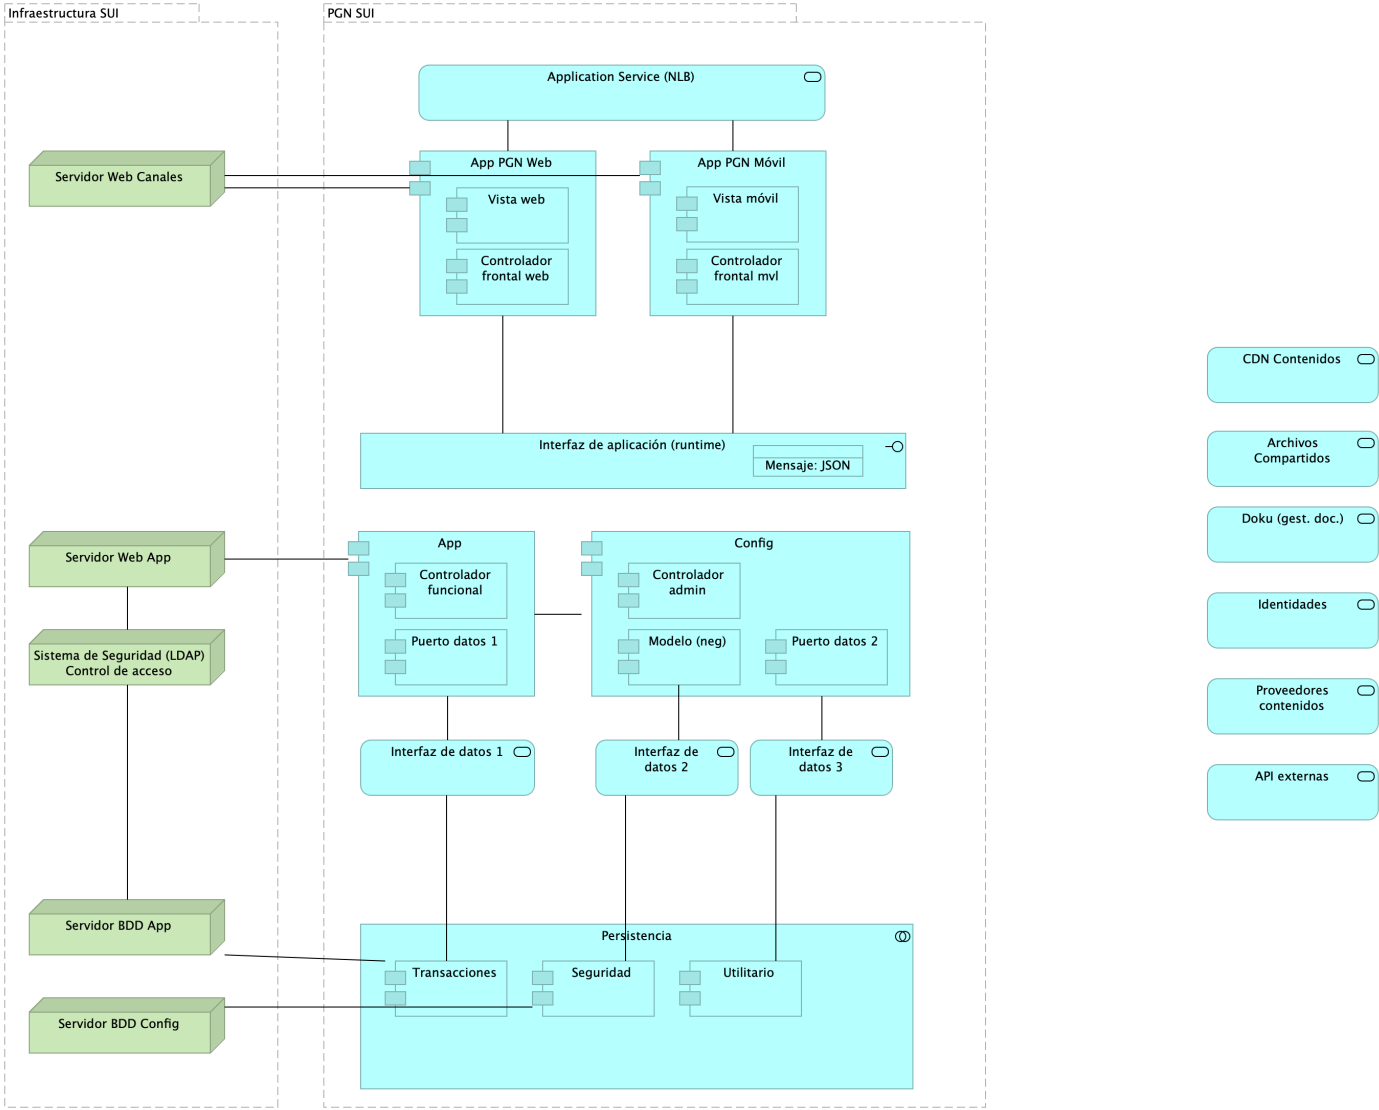 Infraestructura SUI
PGN SUI
Application Service (NLB)
Servidor Web Canales
App PGN Web
Vista web
Controlador
frontal web
App PGN Móvil
Vista móvil
Controlador
frontal mvl
Interfaz de aplicación (runtime)
Mensaje: JSON
Servidor Web App
Sistema de Seguridad (LDAP)
Control de acceso
App
Controlador
funcional
Puerto datos 1
Config
Controlador
admin
Modelo (neg)
Puerto datos 2
Interfaz de datos 1
Interfaz de
datos 2
Interfaz de
datos 3
Servidor BDD App
Servidor BDD Config
Persistencia
Transacciones
Seguridad
Utilitario
CDN Contenidos
Archivos
Compartidos
Doku (gest. doc.)
Identidades
Proveedores
contenidos
API externas